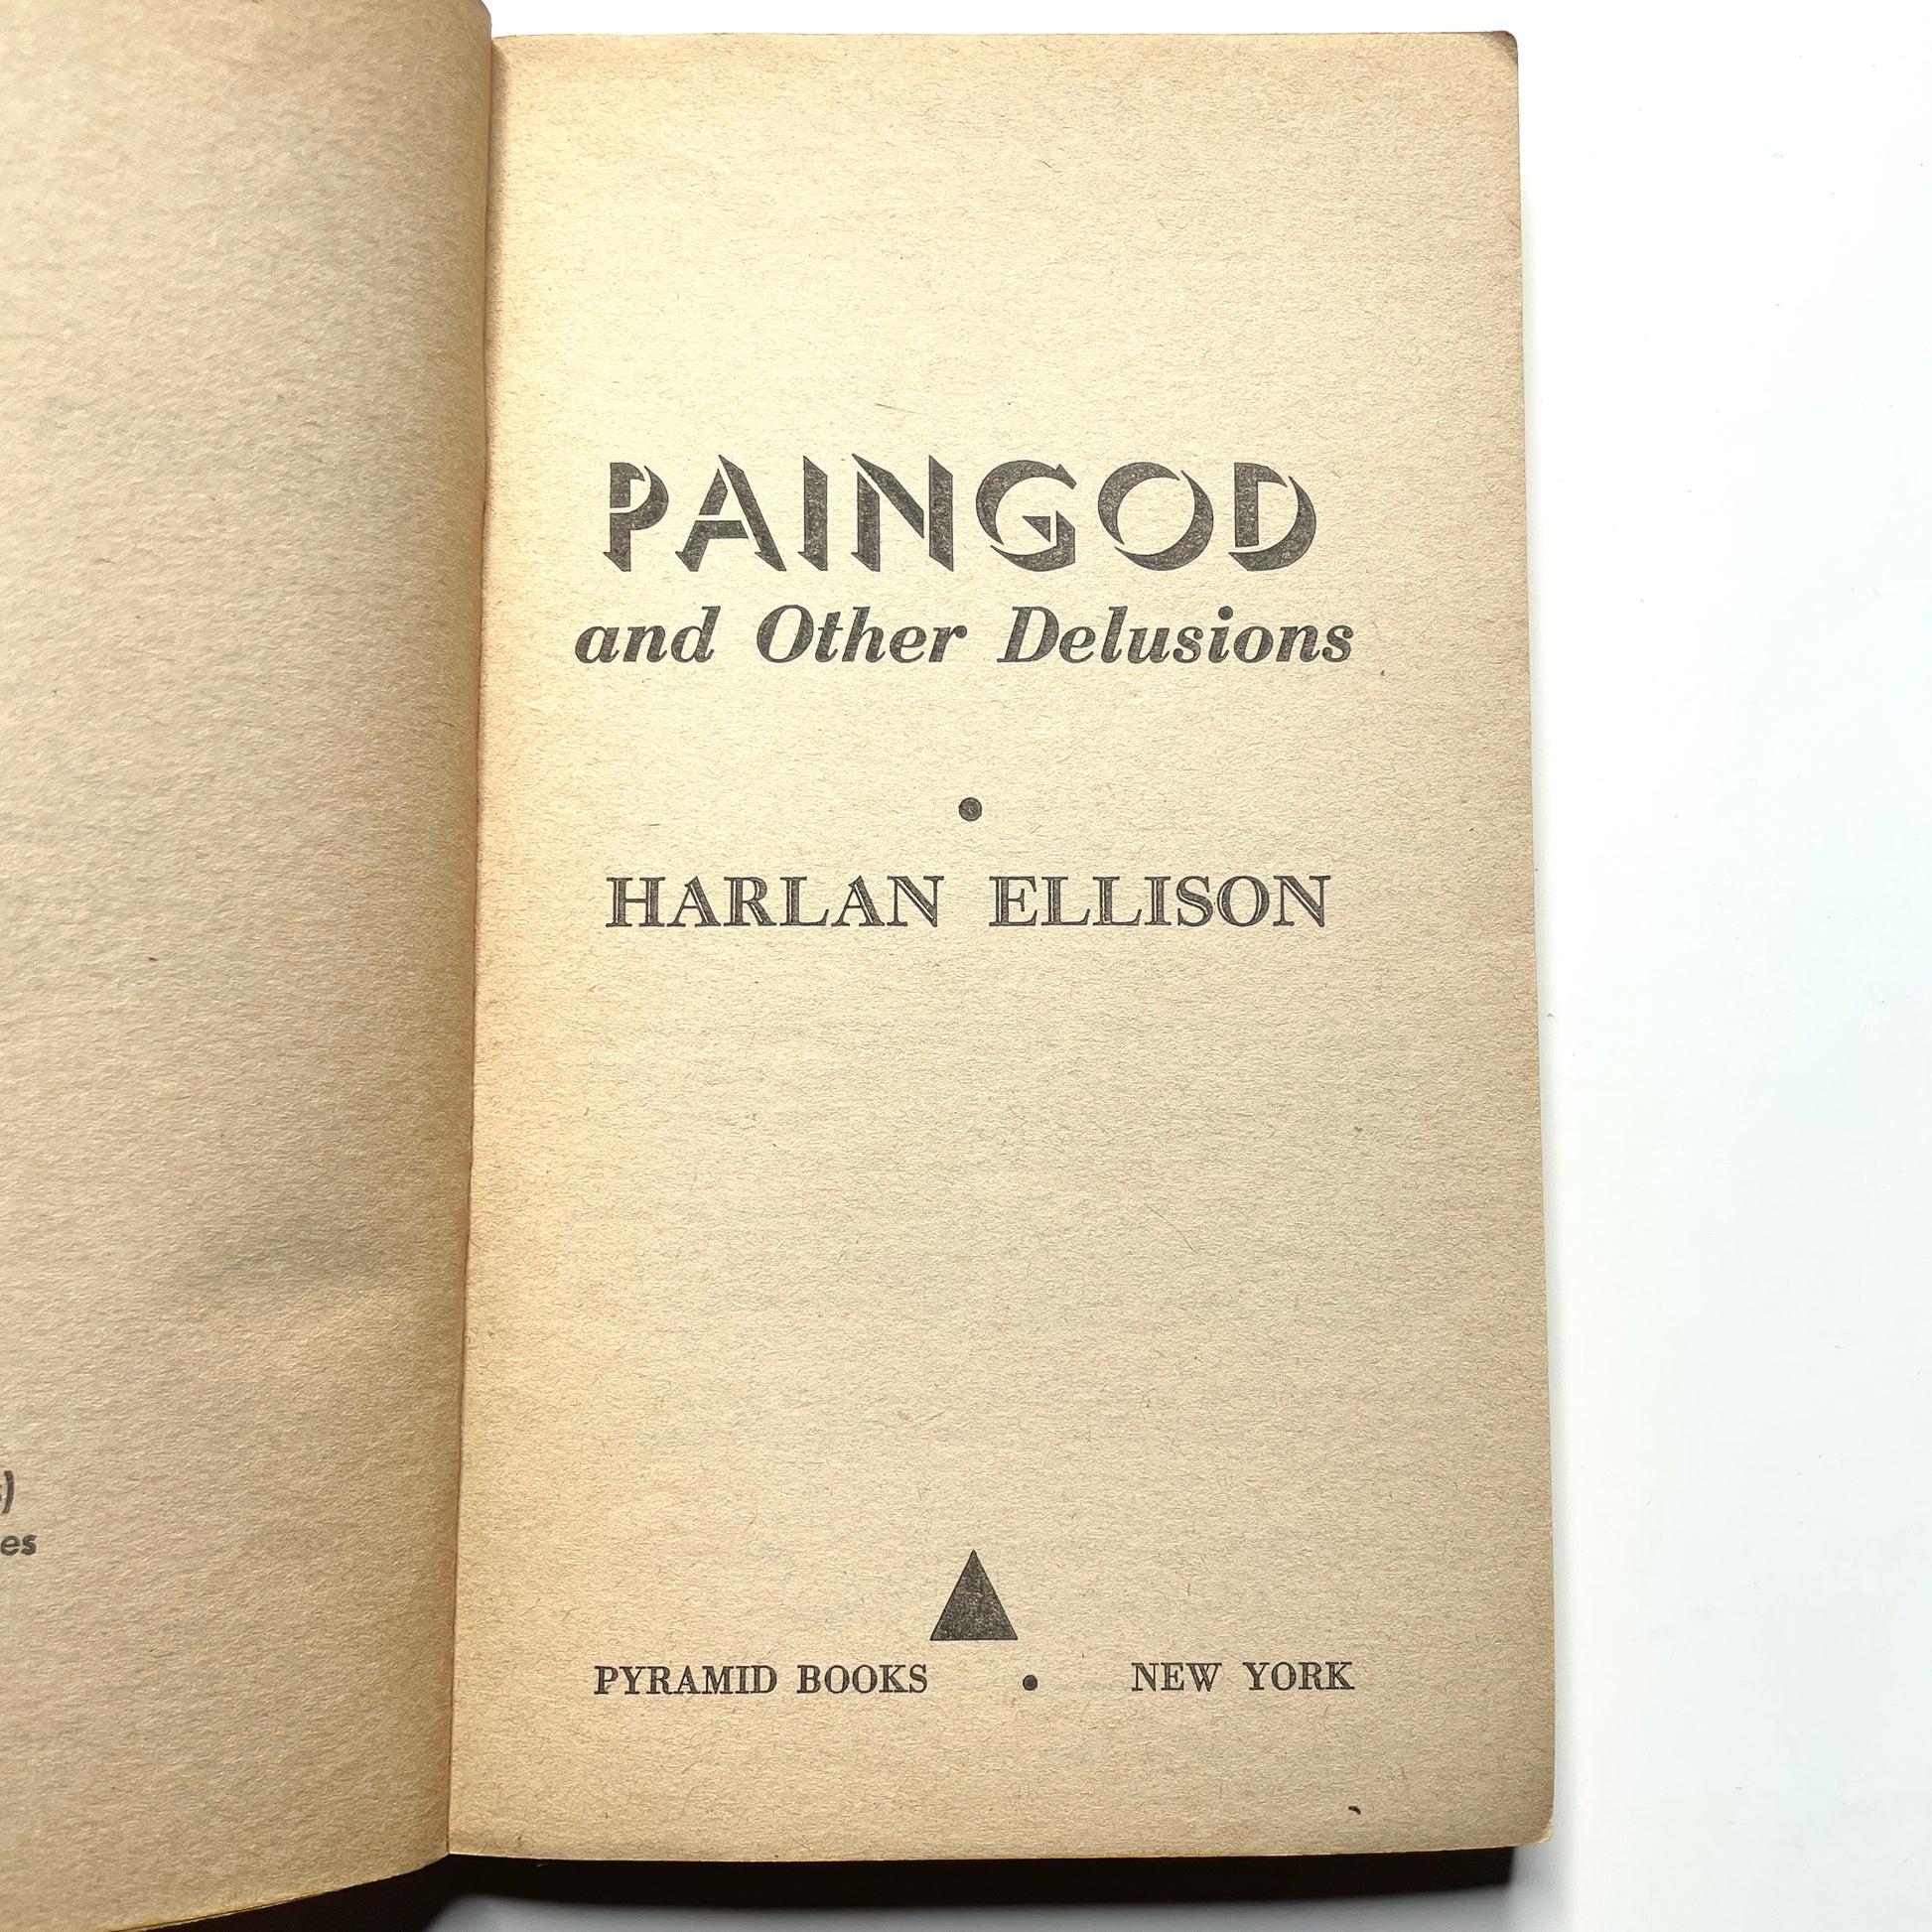 PAINGOD
and Other Delusions
•
HARLAN ELLISON
PYRAMID BOOKS • NEW YORK